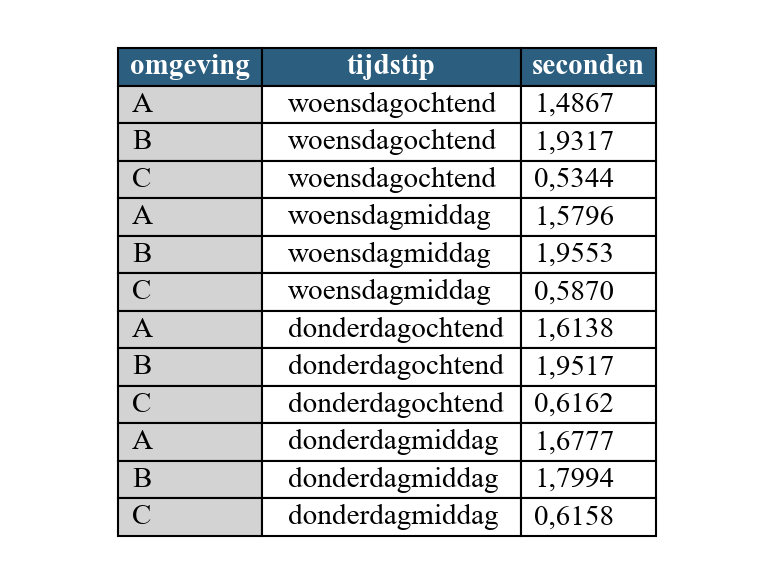 omgeving tijdstip seconden
A woensdagochtend 1,4867
B woensdagochtend 1,9317
C woensdagochtend 0,5344
A woensdagmiddag 1,5796
B woensdagmiddag 1,9553
C woensdagmiddag 0,5870
A donderdagochtend 1,6138
B donderdagochtend 1,9517
C donderdagochtend 0,6162
A donderdagmiddag 1,6777
B donderdagmiddag 1,7994
C donderdagmiddag 0,6158